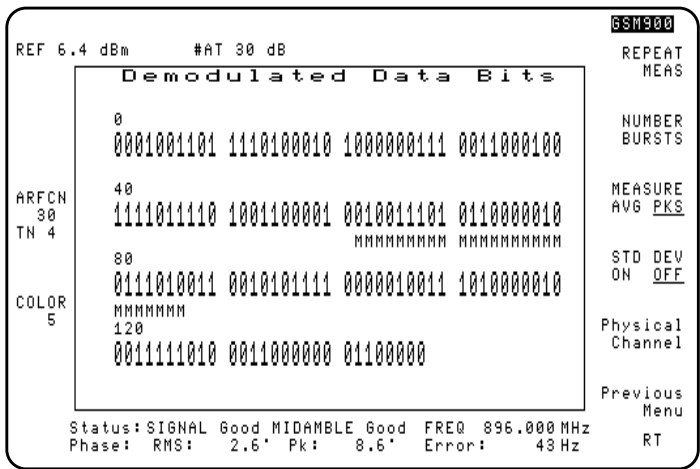 GSM900
REF 6.4 dBm #AT 30 dB
REPEAT
MEAS
Demodulated Data Bits
0
0001001101 1110100010 1000000111 0011000100
NUMBER
BURSTS
40
1111011110 1001100001 0010011101 0110000010
MMMMMMMMM MMMMMMMMMM
ARFCN
30
TN 4
MEASURE
AVG PKS
80
0111010011 0010101111 0000010011 1010000010
MMMMMMM
STD DEV
ON OFF
COLOR
5
120
0011111010 0011000000 01100000
Physical
Channel
Previous
Menu
Status: SIGNAL Good MIDAMBLE Good FREQ 896.000 MHz
Phase: RMS: 2.6° Pk: 8.6° Error: 43 Hz
RT